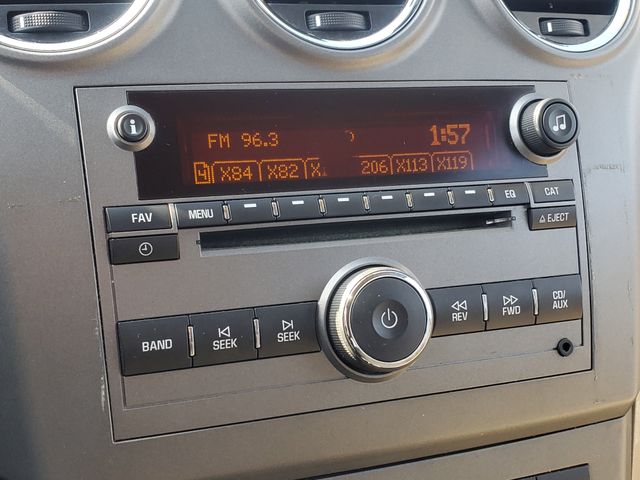 i
FM 96.3 1:57
4 X84 X82 X 206 X113 X119
FAV MENU EQ CAT
EJECT
BAND SEEK SEEK REV FWD CD/AUX